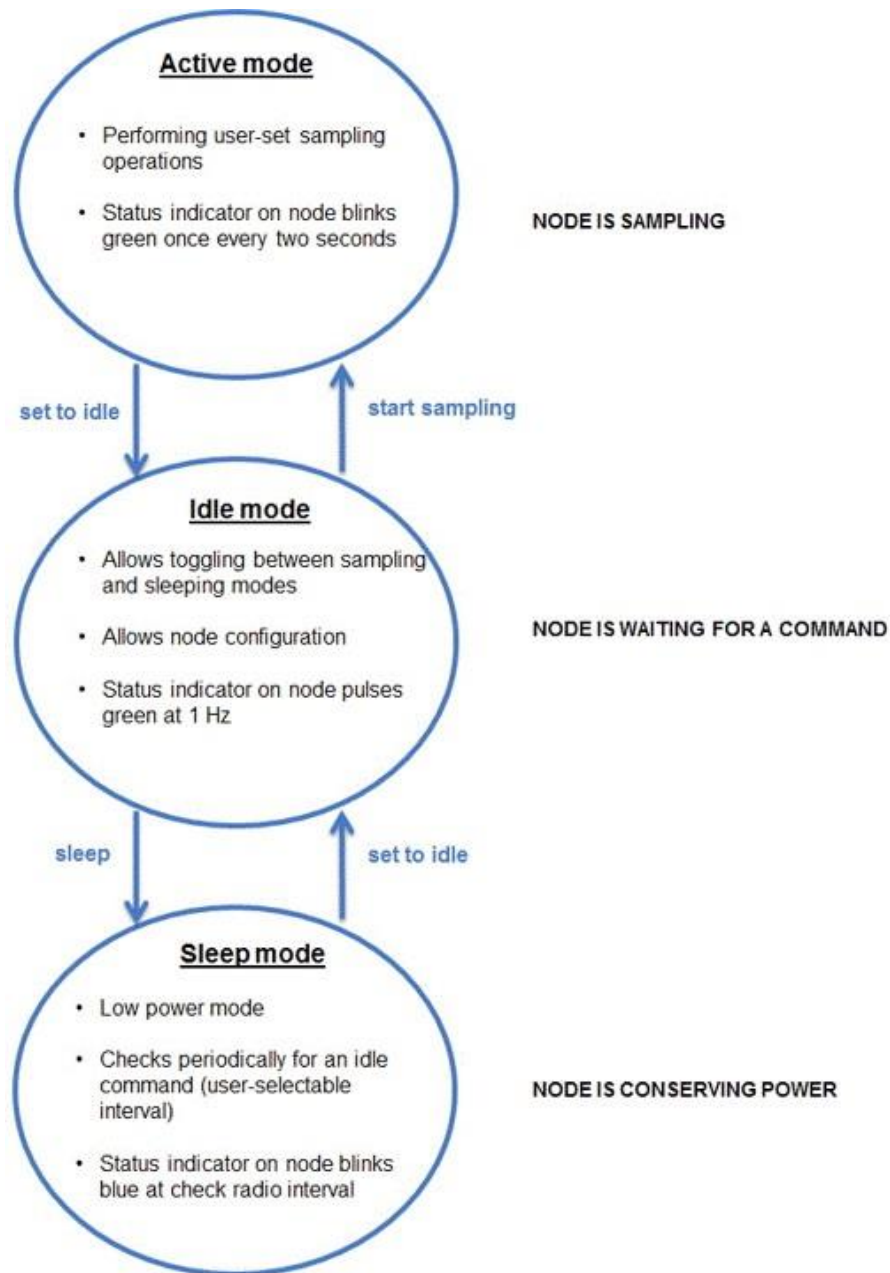 Active mode
• Performing user-set sampling
operations
• Status indicator on node blinks
green once every two seconds
NODE IS SAMPLING
set to idle
start sampling
Idle mode
• Allows toggling between sampling
and sleeping modes
• Allows node configuration
• Status indicator on node pulses
green at 1 Hz
NODE IS WAITING FOR A COMMAND
sleep
set to idle
Sleep mode
• Low power mode
• Checks periodically for an idle
command (user-selectable
interval)
• Status indicator on node blinks
blue at check radio interval
NODE IS CONSERVING POWER